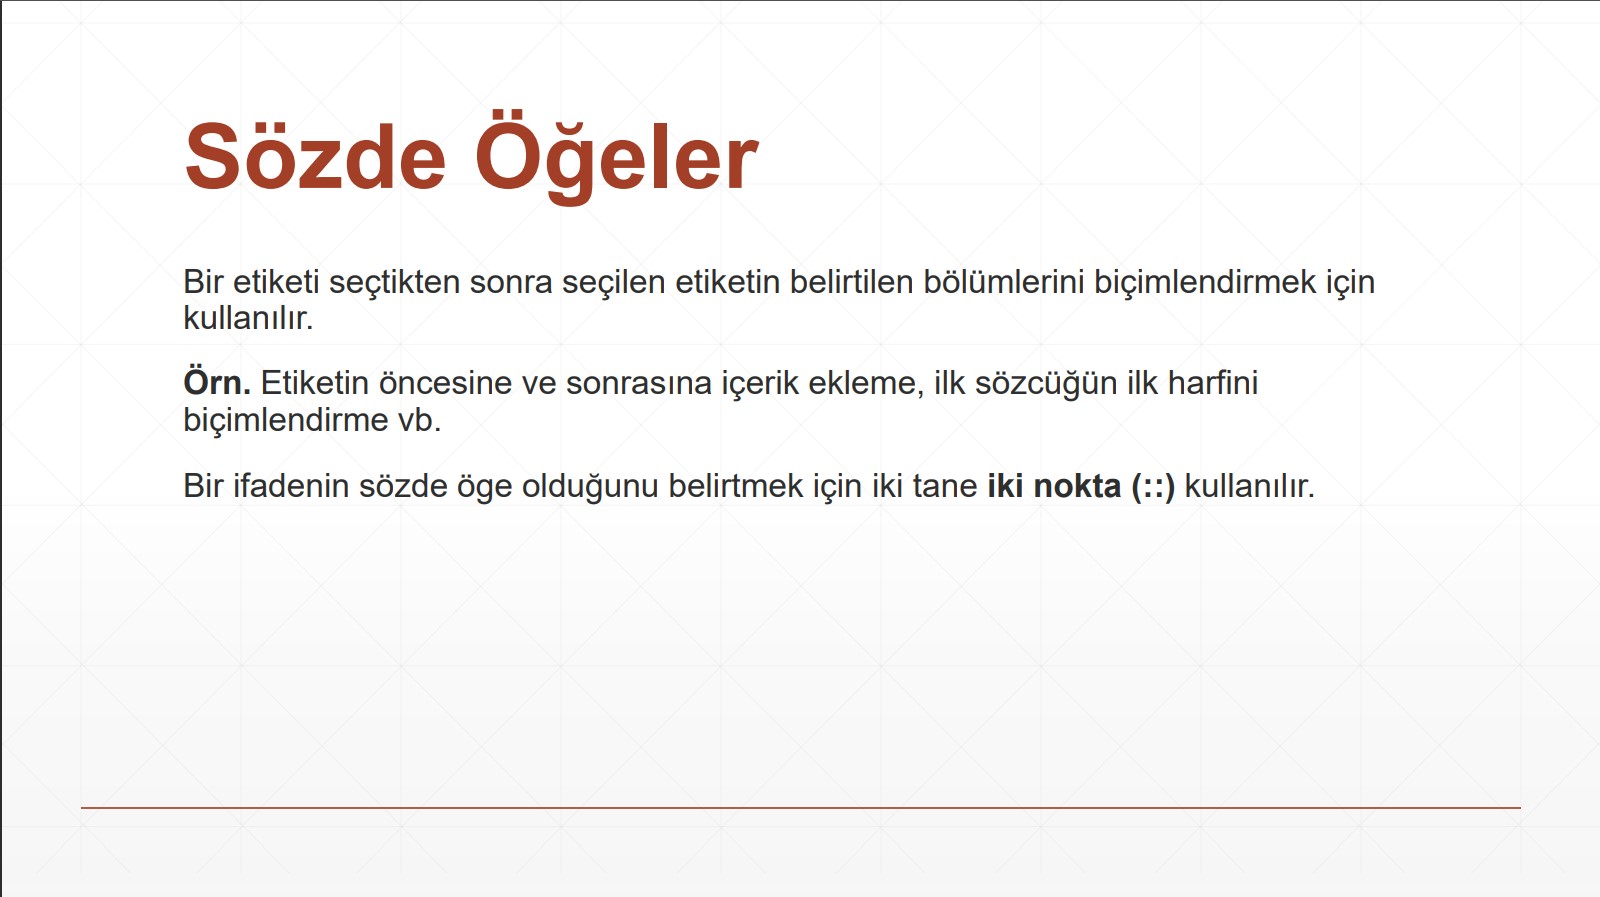 Sözde Öğeler
Bir etiketi seçtikten sonra seçilen etiketin belirtilen bölümlerini biçimlendirmek için
kullanılır.
Örn. Etiketin öncesine ve sonrasına içerik ekleme, ilk sözcüğün ilk harfini
biçimlendirme vb.
Bir ifadenin sözde öge olduğunu belirtmek için iki tane iki nokta (::) kullanılır.